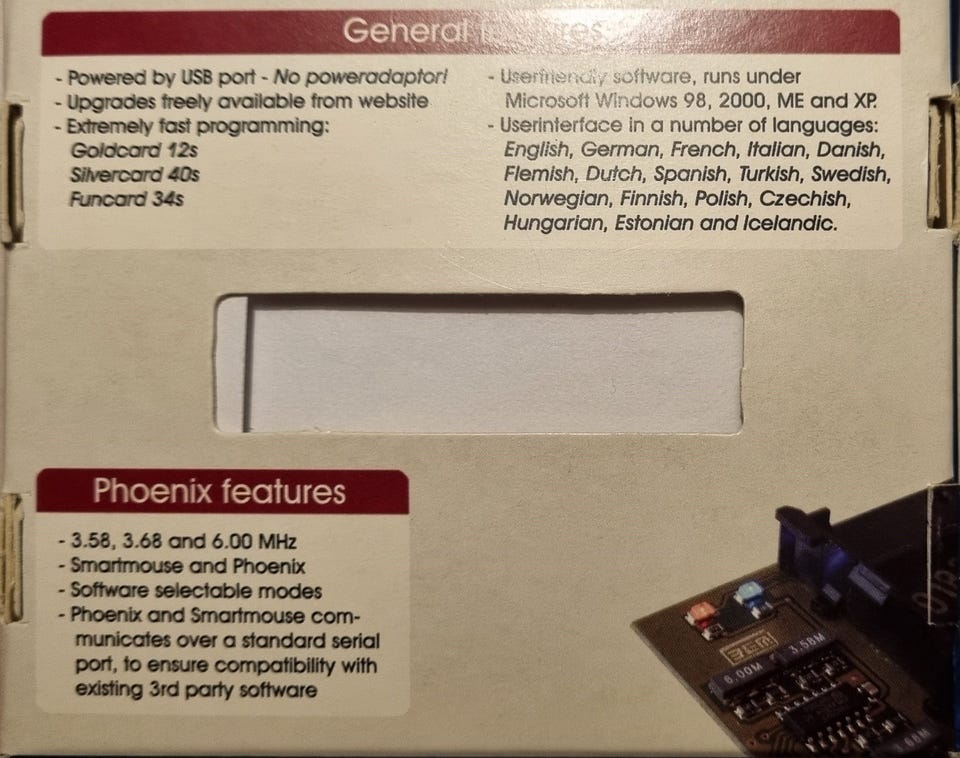 General features
- Powered by USB port - No poweradaptor!
- Upgrades freely available from website
- Extremely fast programming:
Goldcard 12s
Silvercard 40s
Funcard 34s
- Userfriendly software, runs under
Microsoft Windows 98, 2000, ME and XP.
- Userinterface in a number of languages:
English, German, French, Italian, Danish,
Flemish, Dutch, Spanish, Turkish, Swedish,
Norwegian, Finnish, Polish, Czechish,
Hungarian, Estonian and Icelandic.
Phoenix features
- 3.58, 3.68 and 6.00 MHz
- Smartmouse and Phoenix
- Software selectable modes
- Phoenix and Smartmouse com-
municates over a standard serial
port, to ensure compatibility with
existing 3rd party software
3.58M
6.00M
3.68M